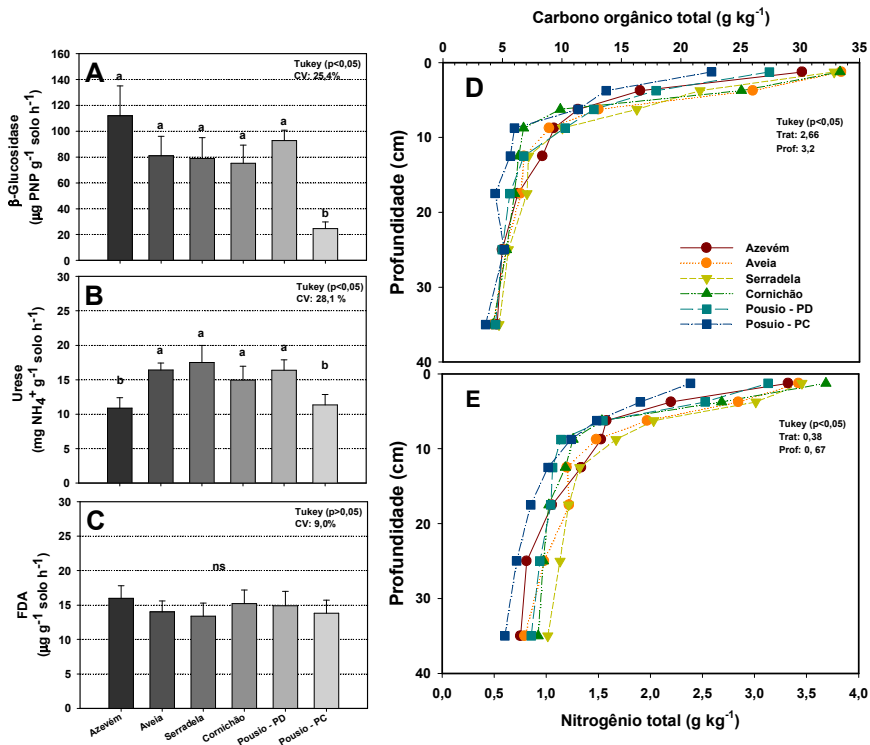 A
Tukey (p<0,05)
CV: 25,4%
β-Glucosidase
(µg PNP g⁻¹ solo h⁻¹)
160
140
120
100
80
60
40
20
0
a
a
a
a
a
b
B
Tukey (p<0,05)
CV: 28,1 %
Urese
(mg NH4⁺ g⁻¹ solo h⁻¹)
30
25
20
15
10
5
0
b
a
a
a
a
b
C
Tukey (p>0,05)
CV: 9,0%
FDA
(µg g⁻¹ solo h⁻¹)
30
25
20
15
10
5
0
ns
Azevém
Aveia
Serradela
Cornichão
Pousio - PD
Pousio - PC
Carbono orgânico total (g kg⁻¹)
0 5 10 15 20 25 30 35
D
Tukey (p<0,05)
Trat: 2,66
Prof: 3,2
Profundidade (cm)
0
10
20
30
40
Azevém
Aveia
Serradela
Cornichão
Pousio - PD
Posuio - PC
E
Tukey (p<0,05)
Trat: 0,38
Prof: 0, 67
Profundidade (cm)
0
10
20
30
40
0,0 0,5 1,0 1,5 2,0 2,5 3,0 3,5 4,0
Nitrogênio total (g kg⁻¹)